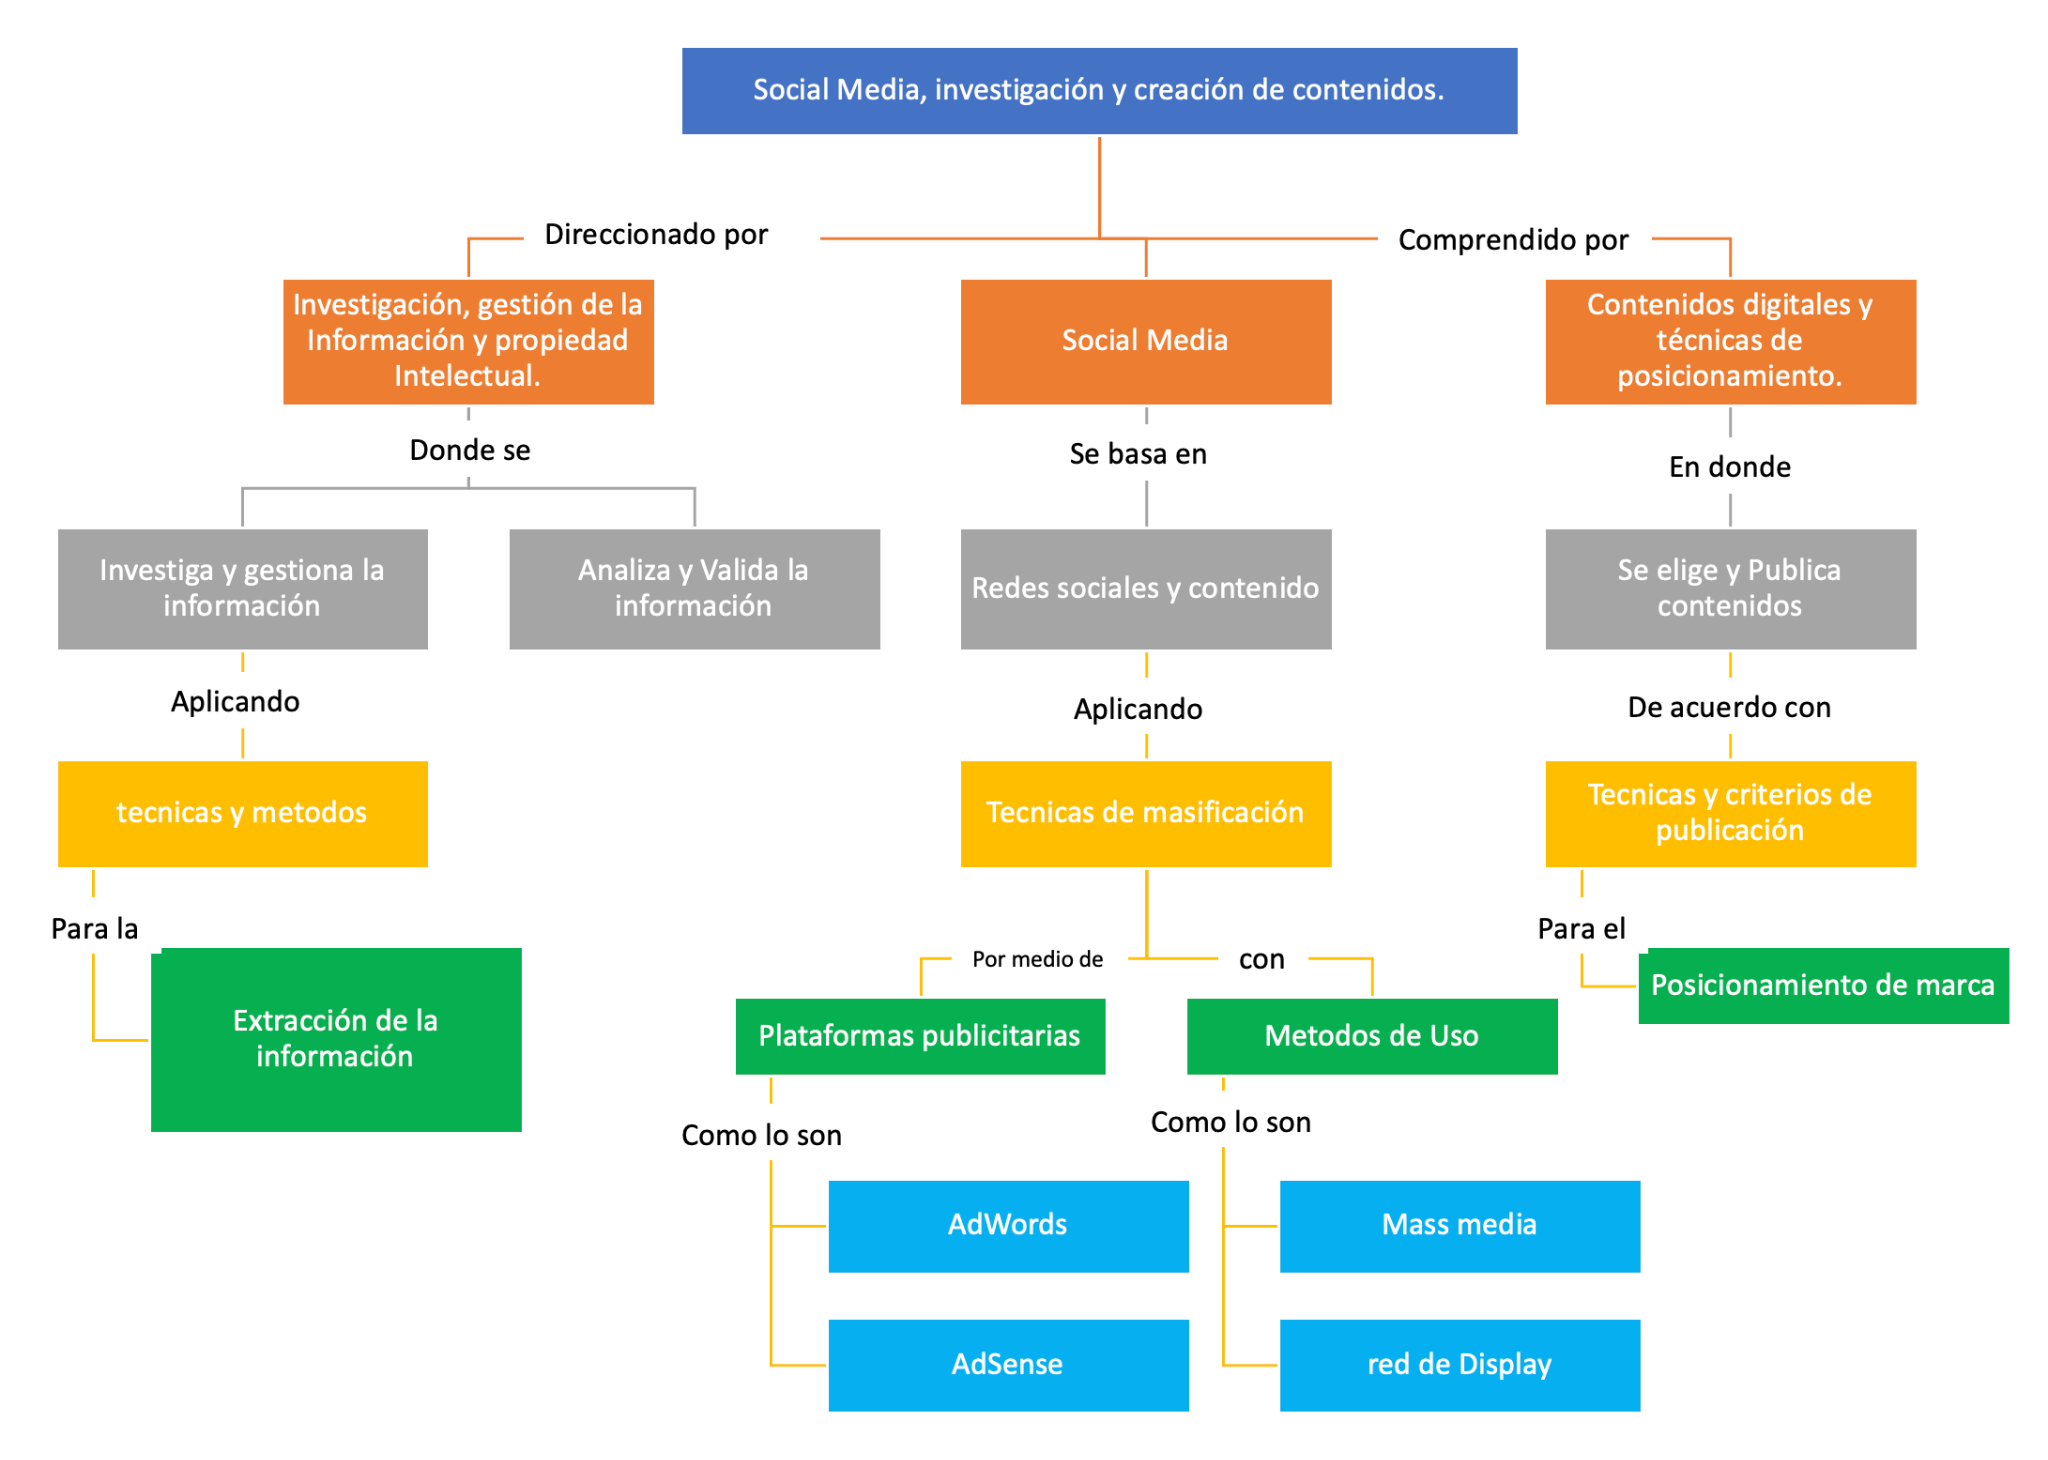 Social Media, investigación y creación de contenidos.
Direccionado por
Comprendido por
Investigación, gestión de la
Información y propiedad
Intelectual.
Social Media
Contenidos digitales y
técnicas de
posicionamiento.
Donde se
Se basa en
En donde
Investiga y gestiona la
información
Analiza y Valida la
información
Redes sociales y contenido
Se elige y Publica
contenidos
Aplicando
Aplicando
De acuerdo con
tecnicas y metodos
Tecnicas de masificación
Tecnicas y criterios de
publicación
Para la
Por medio de
con
Para el
Extracción de la
información
Plataformas publicitarias
Metodos de Uso
Posicionamiento de marca
Como lo son
Como lo son
AdWords
Mass media
AdSense
red de Display